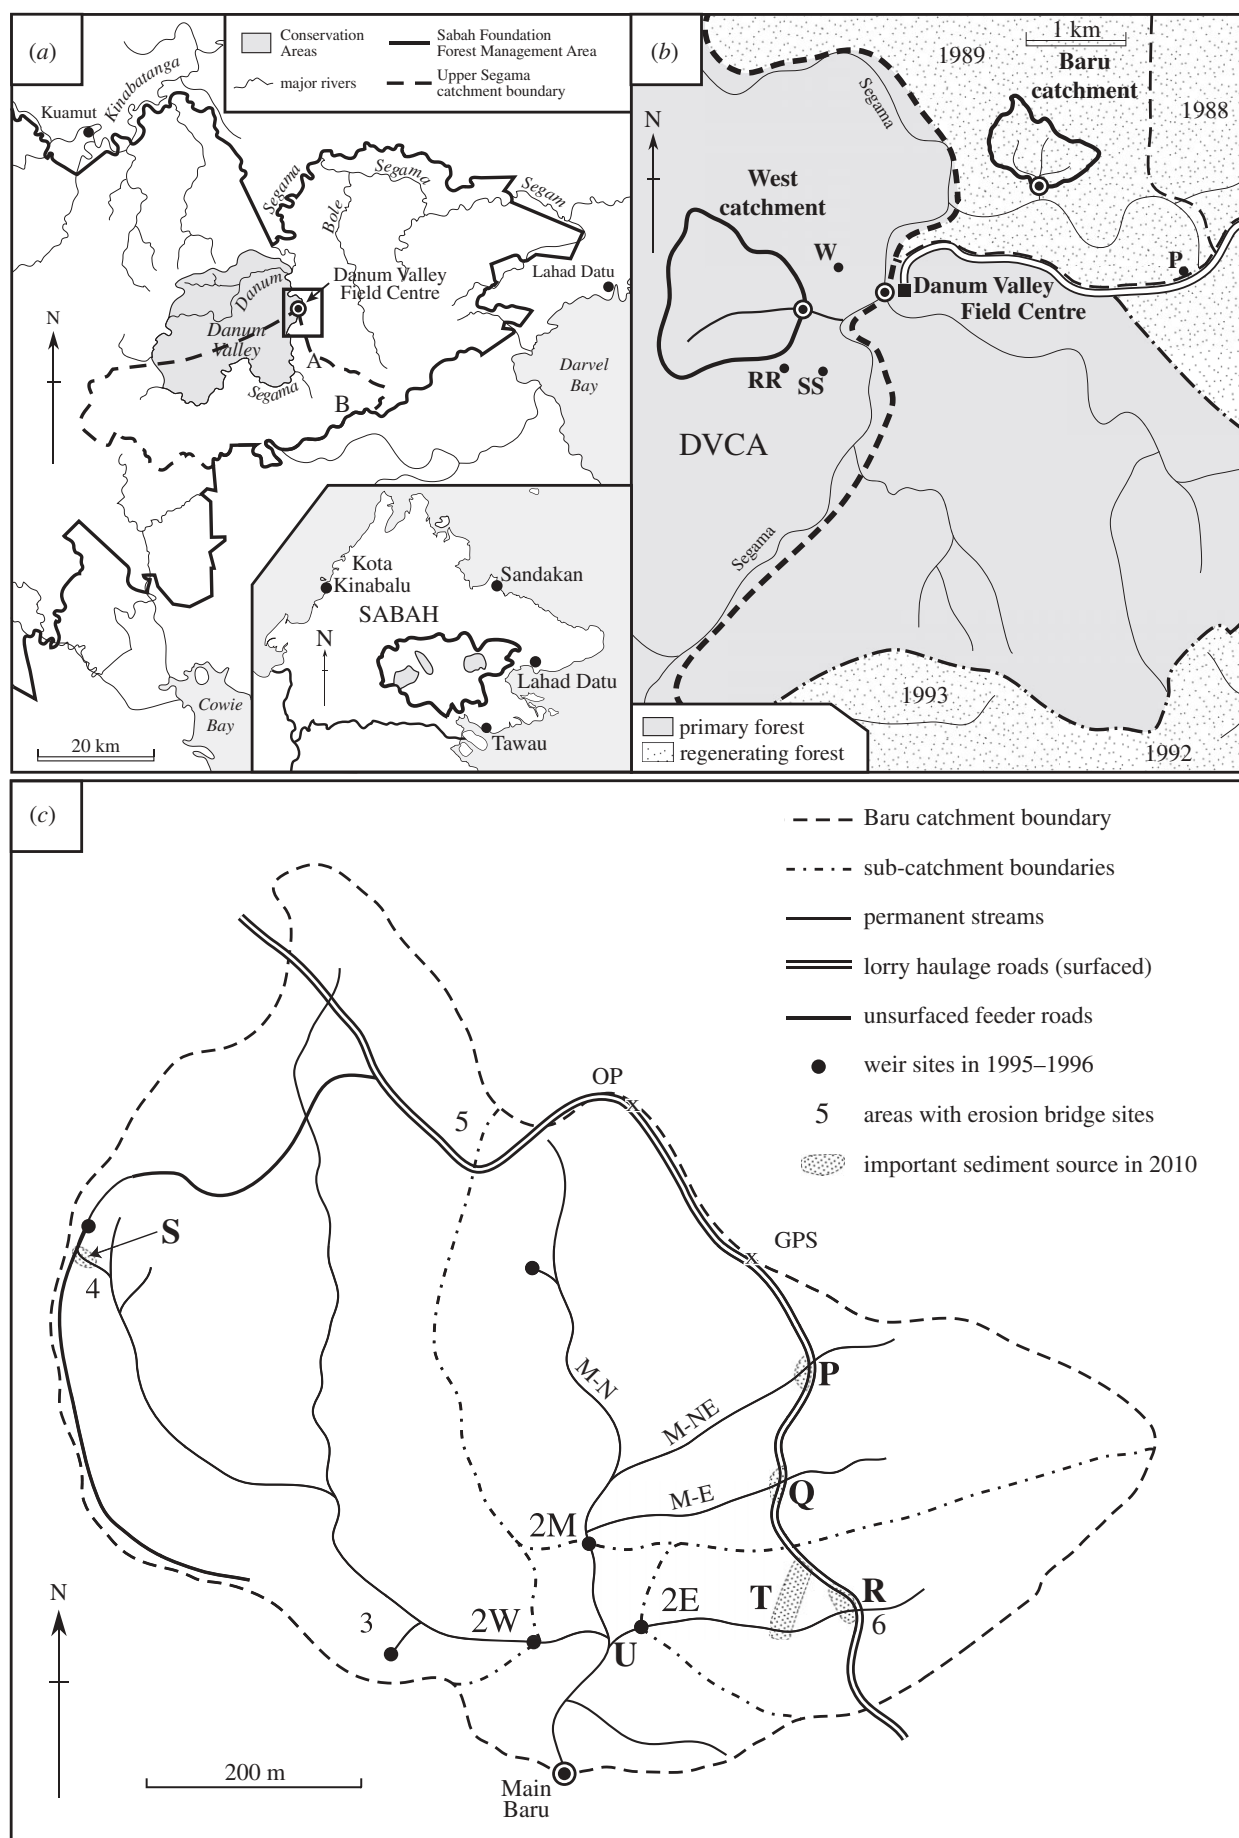 (a)
Conservation
Areas
major rivers
Sabah Foundation
Forest Management Area
Upper Segama
catchment boundary
Kinabatanga
Kuamut
Segama
Segama
Segam
Bole
Danum
Danum Valley
Field Centre
Lahad Datu
N
Danum
Valley
A
Segama
B
Darvel
Bay
Cowie
Bay
20 km
Kota
Kinabalu
Sandakan
SABAH
N
Lahad Datu
Tawau
(b)
1989
1 km
Baru
catchment
1988
Segama
N
West
catchment
W
P
Danum Valley
Field Centre
RR
SS
DVCA
Segama
1993
1992
primary forest
regenerating forest
(c)
Baru catchment boundary
sub-catchment boundaries
permanent streams
lorry haulage roads (surfaced)
unsurfaced feeder roads
weir sites in 1995–1996
5 areas with erosion bridge sites
important sediment source in 2010
OP
x
5
S
4
GPS
x
P
M-N
M-NE
M-E
Q
2M
T
R
6
2E
3
2W
U
N
200 m
Main
Baru